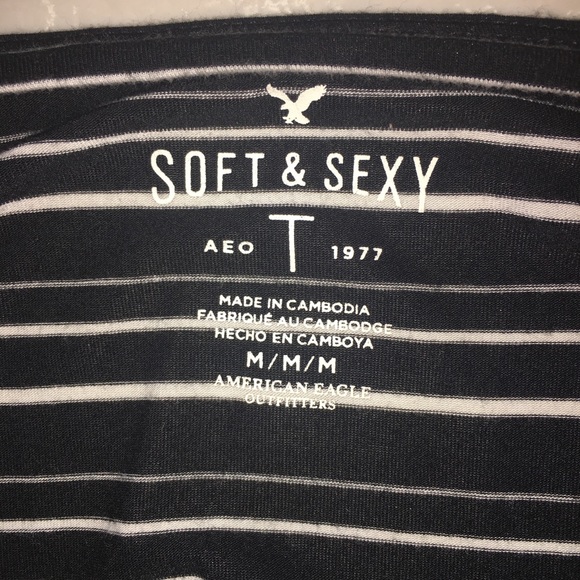 SOFT & SEXY
AEO T 1977
MADE IN CAMBODIA
FABRIQUÉ AU CAMBODGE
HECHO EN CAMBOYA
M/M/M
AMERICAN EAGLE
OUTFITTERS